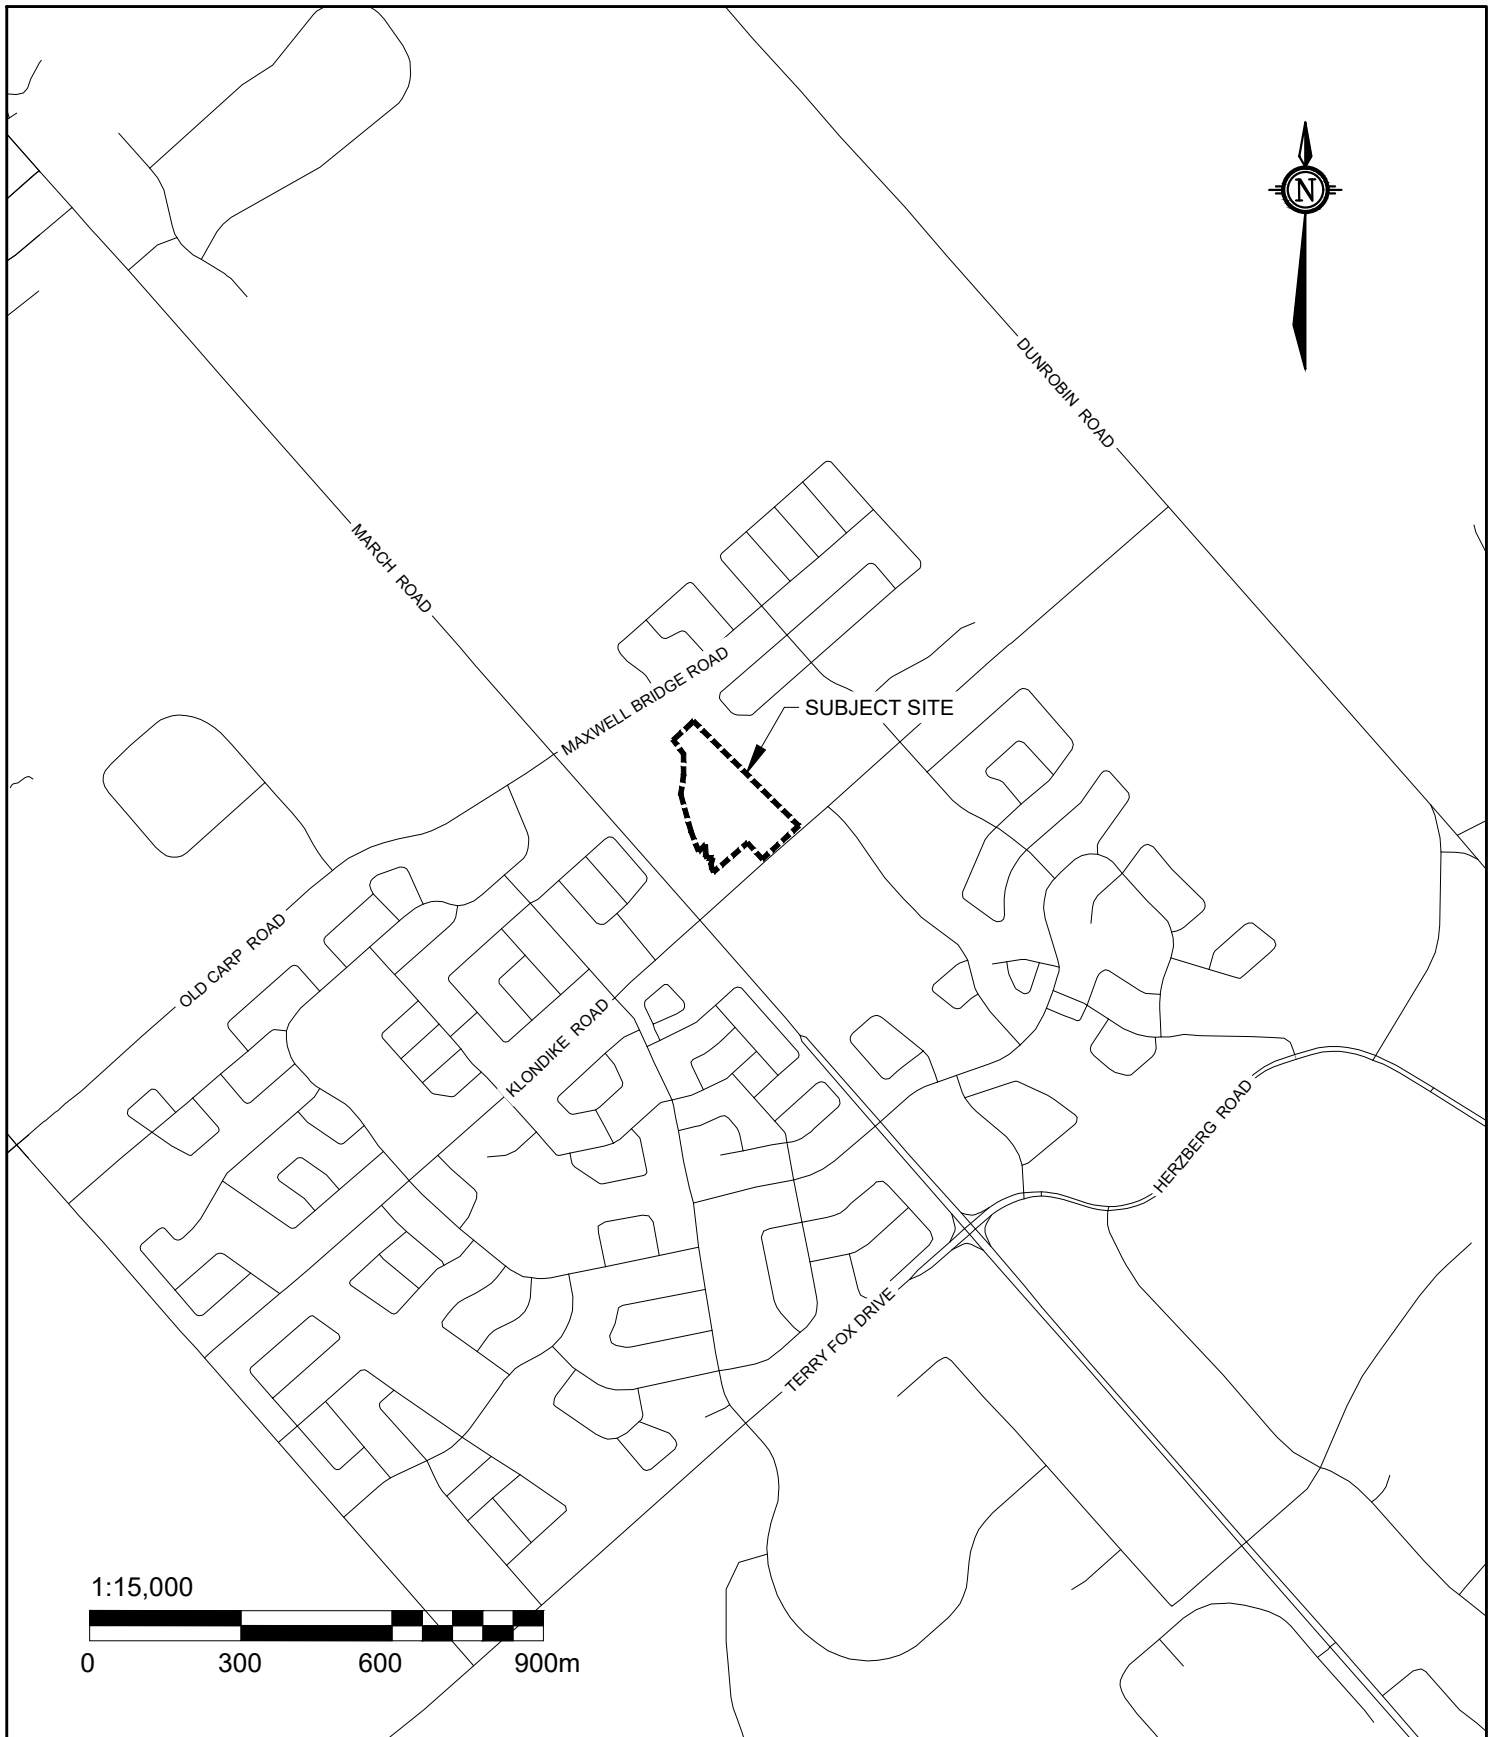 N
DUNROBIN ROAD
MARCH ROAD
MAXWELL BRIDGE ROAD
SUBJECT SITE
OLD CARP ROAD
KLONDIKE ROAD
HERZBERG ROAD
TERRY FOX DRIVE
1:15,000
0 300 600 900m